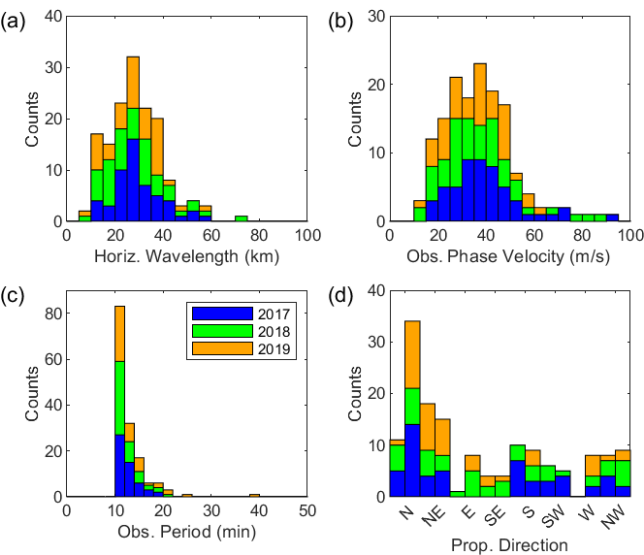 (a)
40
30
20
10
0
Counts
0 20 40 60 80 100
Horiz. Wavelength (km)
(b)
30
20
10
0
Counts
0 20 40 60 80 100
Obs. Phase Velocity (m/s)
(c)
80
60
40
20
0
Counts
2017
2018
2019
0 10 20 30 40 50
Obs. Period (min)
(d)
40
30
20
10
0
Counts
N NE E SE S SW W NW
Prop. Direction